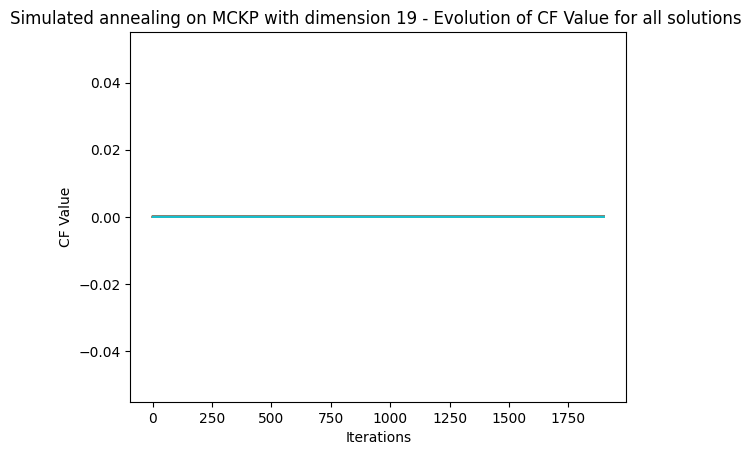 Simulated annealing on MCKP with dimension 19 - Evolution of CF Value for all solutions
0.04
0.02
0.00
−0.02
−0.04
CF Value
0 250 500 750 1000 1250 1500 1750
Iterations